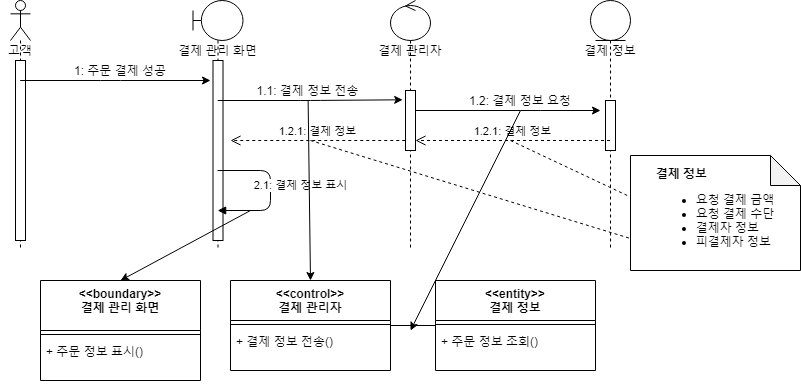 고객
결제 관리 화면
결제 관리자
결제 정보
1: 주문 결제 성공
1.1: 결제 정보 전송
1.2: 결제 정보 요청
1.2.1: 결제 정보
1.2.1: 결제 정보
2.1: 결제 정보 표시
결제 정보
• 요청 결제 금액
• 요청 결제 수단
• 결제자 정보
• 피결제자 정보
<<boundary>>
결제 관리 화면
+ 주문 정보 표시()
<<control>>
결제 관리자
+ 결제 정보 전송()
<<entity>>
결제 정보
+ 주문 정보 조회()